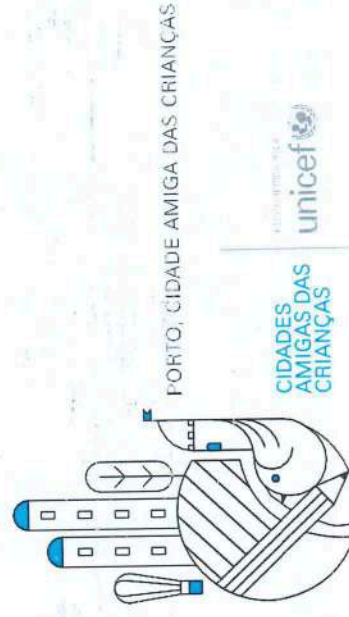 PORTO, CIDADE AMIGA DAS CRIANÇAS
CIDADES
AMIGAS DAS
CRIANÇAS
unicef